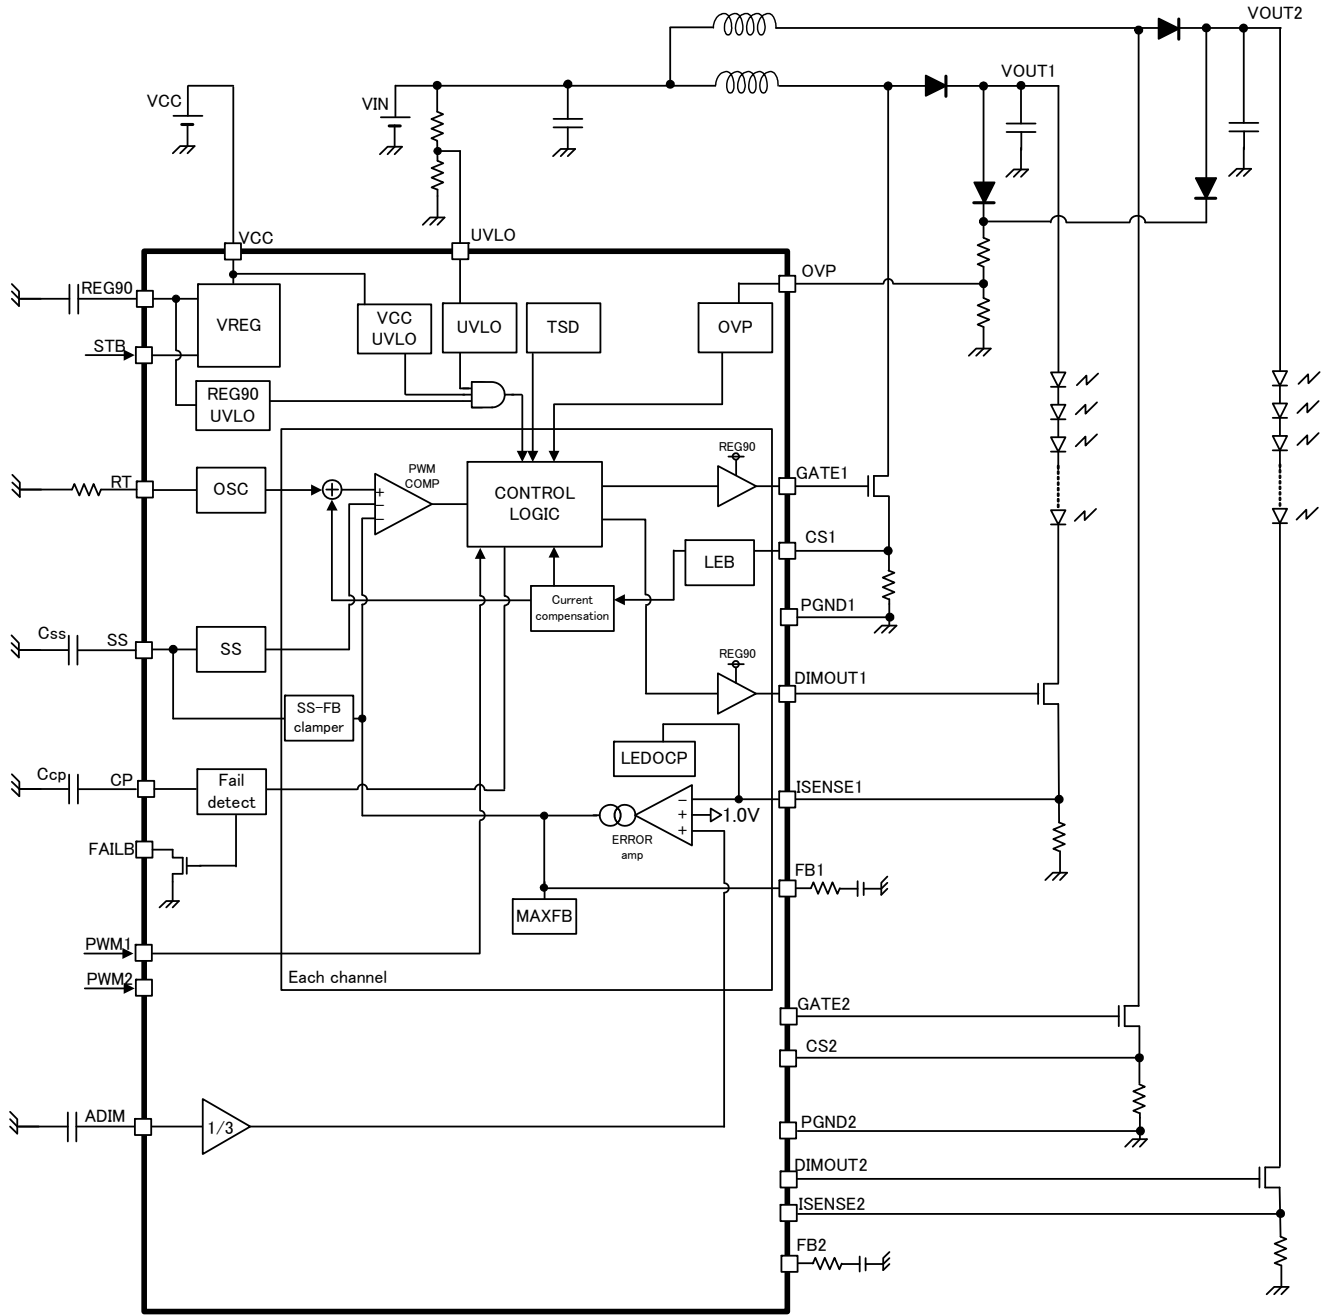 VOUT2
VOUT1
VCC
VIN
VCC
UVLO
REG90
OVP
VREG
VCC
UVLO
UVLO
TSD
OVP
STB
REG90
UVLO
REG90
PWM
COMP
RT
OSC
+
−
−
CONTROL
LOGIC
GATE1
CS1
LEB
Current
compensation
PGND1
Css
SS
SS
REG90
DIMOUT1
SS-FB
clamper
LEDOCP
Ccp
CP
Fail
detect
ISENSE1
−
+
+
1.0V
ERROR
amp
FAILB
FB1
MAXFB
PWM1
Each channel
PWM2
GATE2
CS2
ADIM
1/3
PGND2
DIMOUT2
ISENSE2
FB2